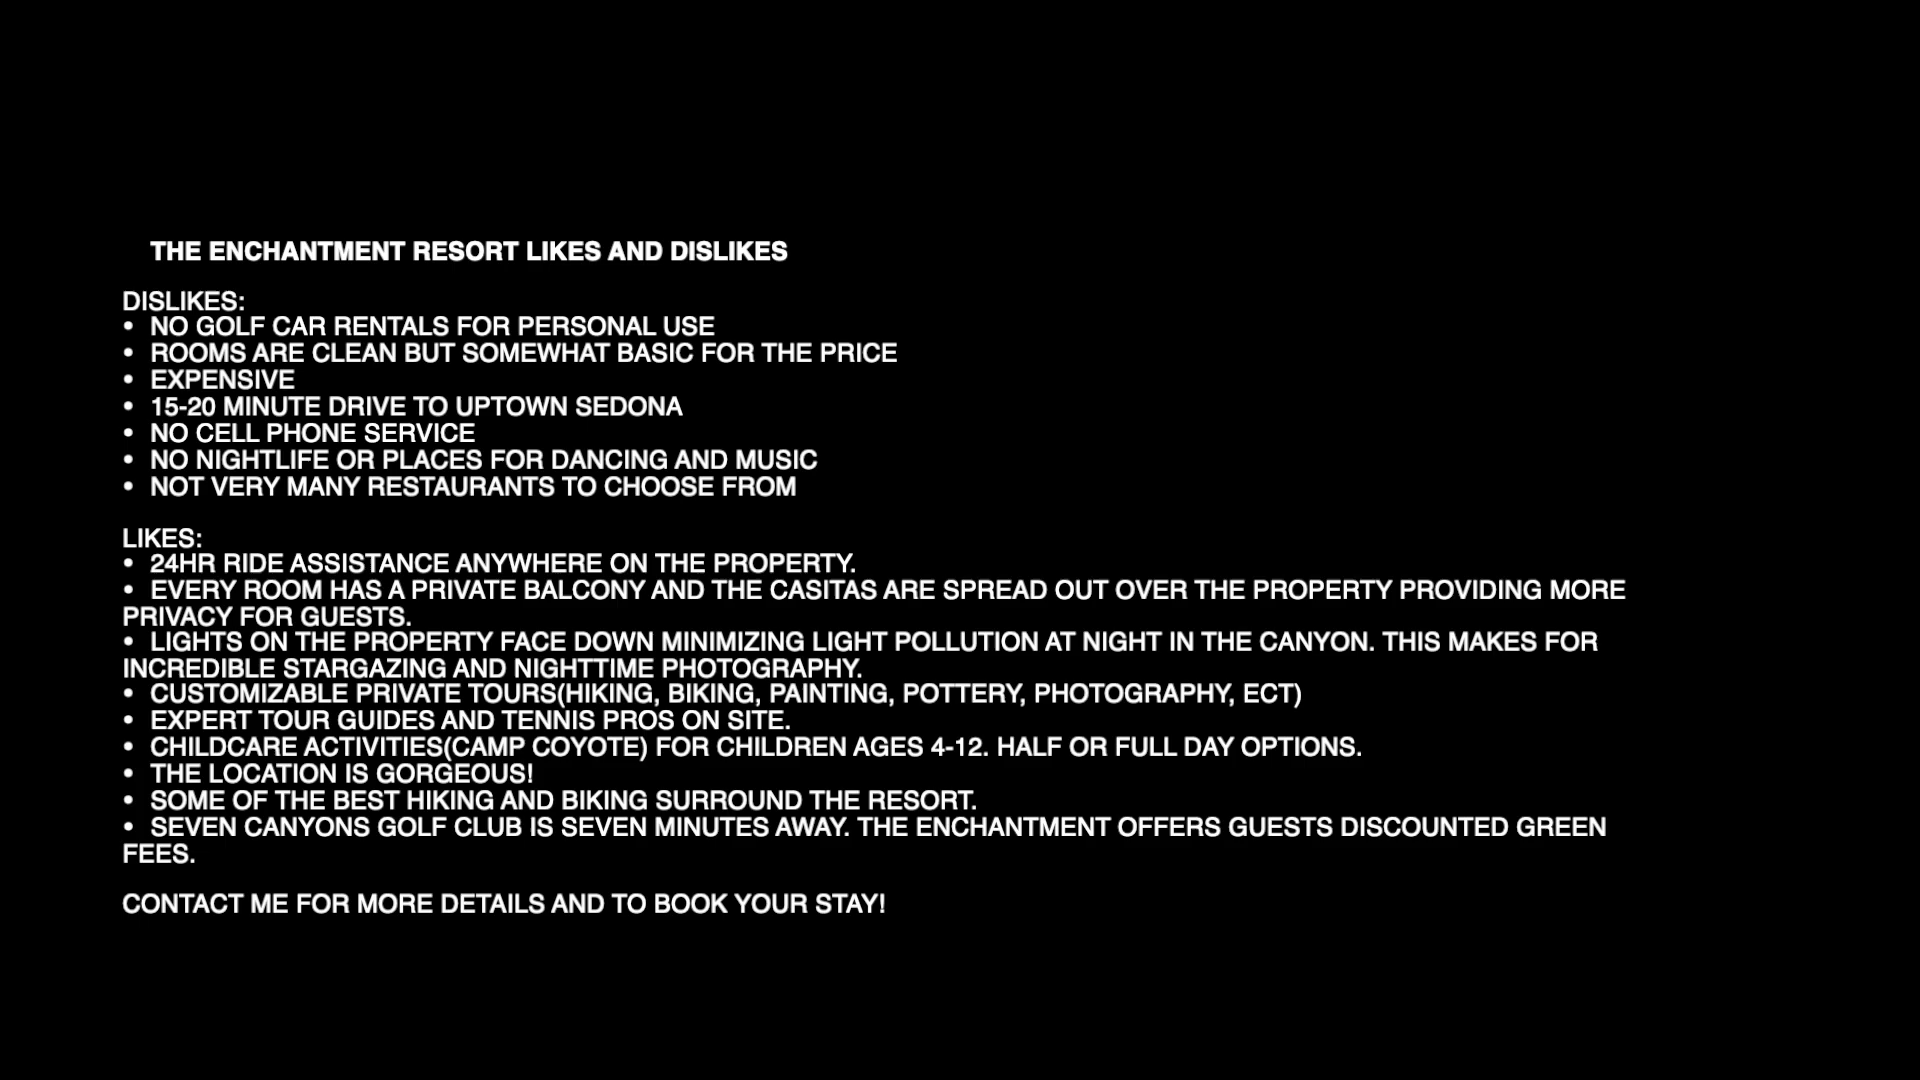 THE ENCHANTMENT RESORT LIKES AND DISLIKES
DISLIKES:
• NO GOLF CAR RENTALS FOR PERSONAL USE
• ROOMS ARE CLEAN BUT SOMEWHAT BASIC FOR THE PRICE
• EXPENSIVE
• 15-20 MINUTE DRIVE TO UPTOWN SEDONA
• NO CELL PHONE SERVICE
• NO NIGHTLIFE OR PLACES FOR DANCING AND MUSIC
• NOT VERY MANY RESTAURANTS TO CHOOSE FROM
LIKES:
• 24HR RIDE ASSISTANCE ANYWHERE ON THE PROPERTY.
• EVERY ROOM HAS A PRIVATE BALCONY AND THE CASITAS ARE SPREAD OUT OVER THE PROPERTY PROVIDING MORE
PRIVACY FOR GUESTS.
• LIGHTS ON THE PROPERTY FACE DOWN MINIMIZING LIGHT POLLUTION AT NIGHT IN THE CANYON. THIS MAKES FOR
INCREDIBLE STARGAZING AND NIGHTTIME PHOTOGRAPHY.
• CUSTOMIZABLE PRIVATE TOURS(HIKING, BIKING, PAINTING, POTTERY, PHOTOGRAPHY, ECT)
• EXPERT TOUR GUIDES AND TENNIS PROS ON SITE.
• CHILDCARE ACTIVITIES(CAMP COYOTE) FOR CHILDREN AGES 4-12. HALF OR FULL DAY OPTIONS.
• THE LOCATION IS GORGEOUS!
• SOME OF THE BEST HIKING AND BIKING SURROUND THE RESORT.
• SEVEN CANYONS GOLF CLUB IS SEVEN MINUTES AWAY. THE ENCHANTMENT OFFERS GUESTS DISCOUNTED GREEN
FEES.
CONTACT ME FOR MORE DETAILS AND TO BOOK YOUR STAY!